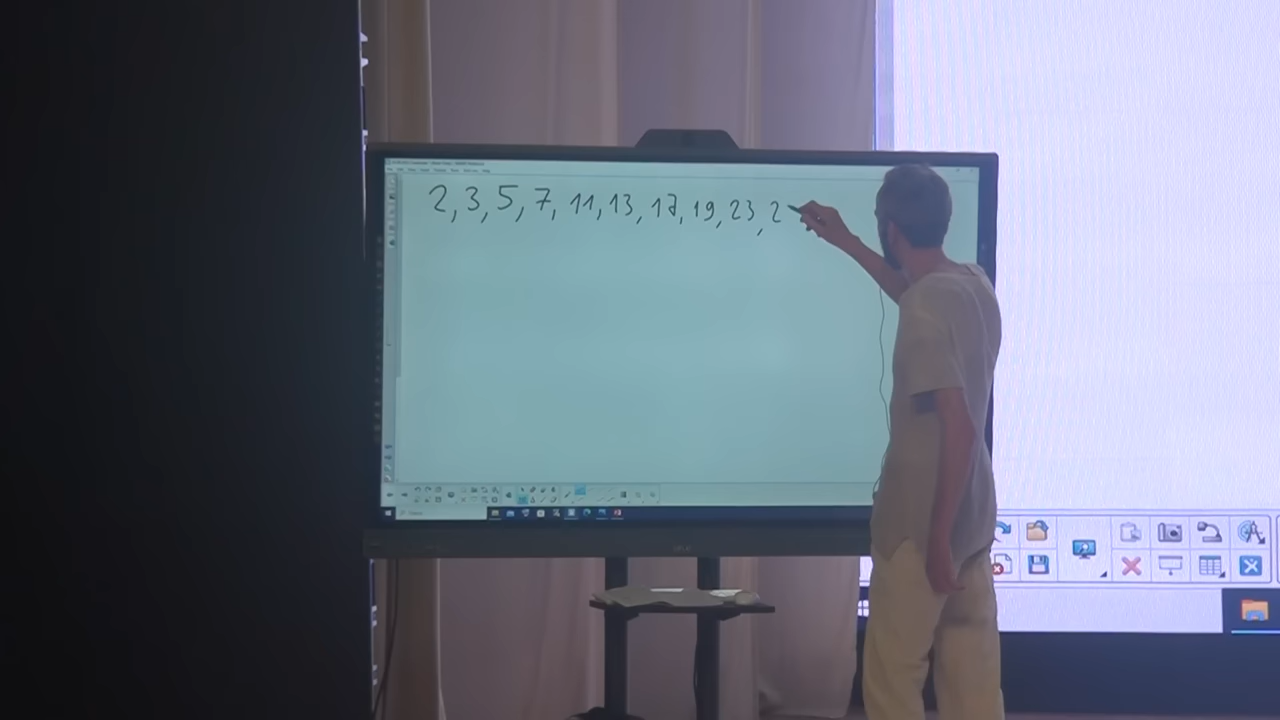 2, 3, 5, 7, 11, 13, 17, 19, 23, 2